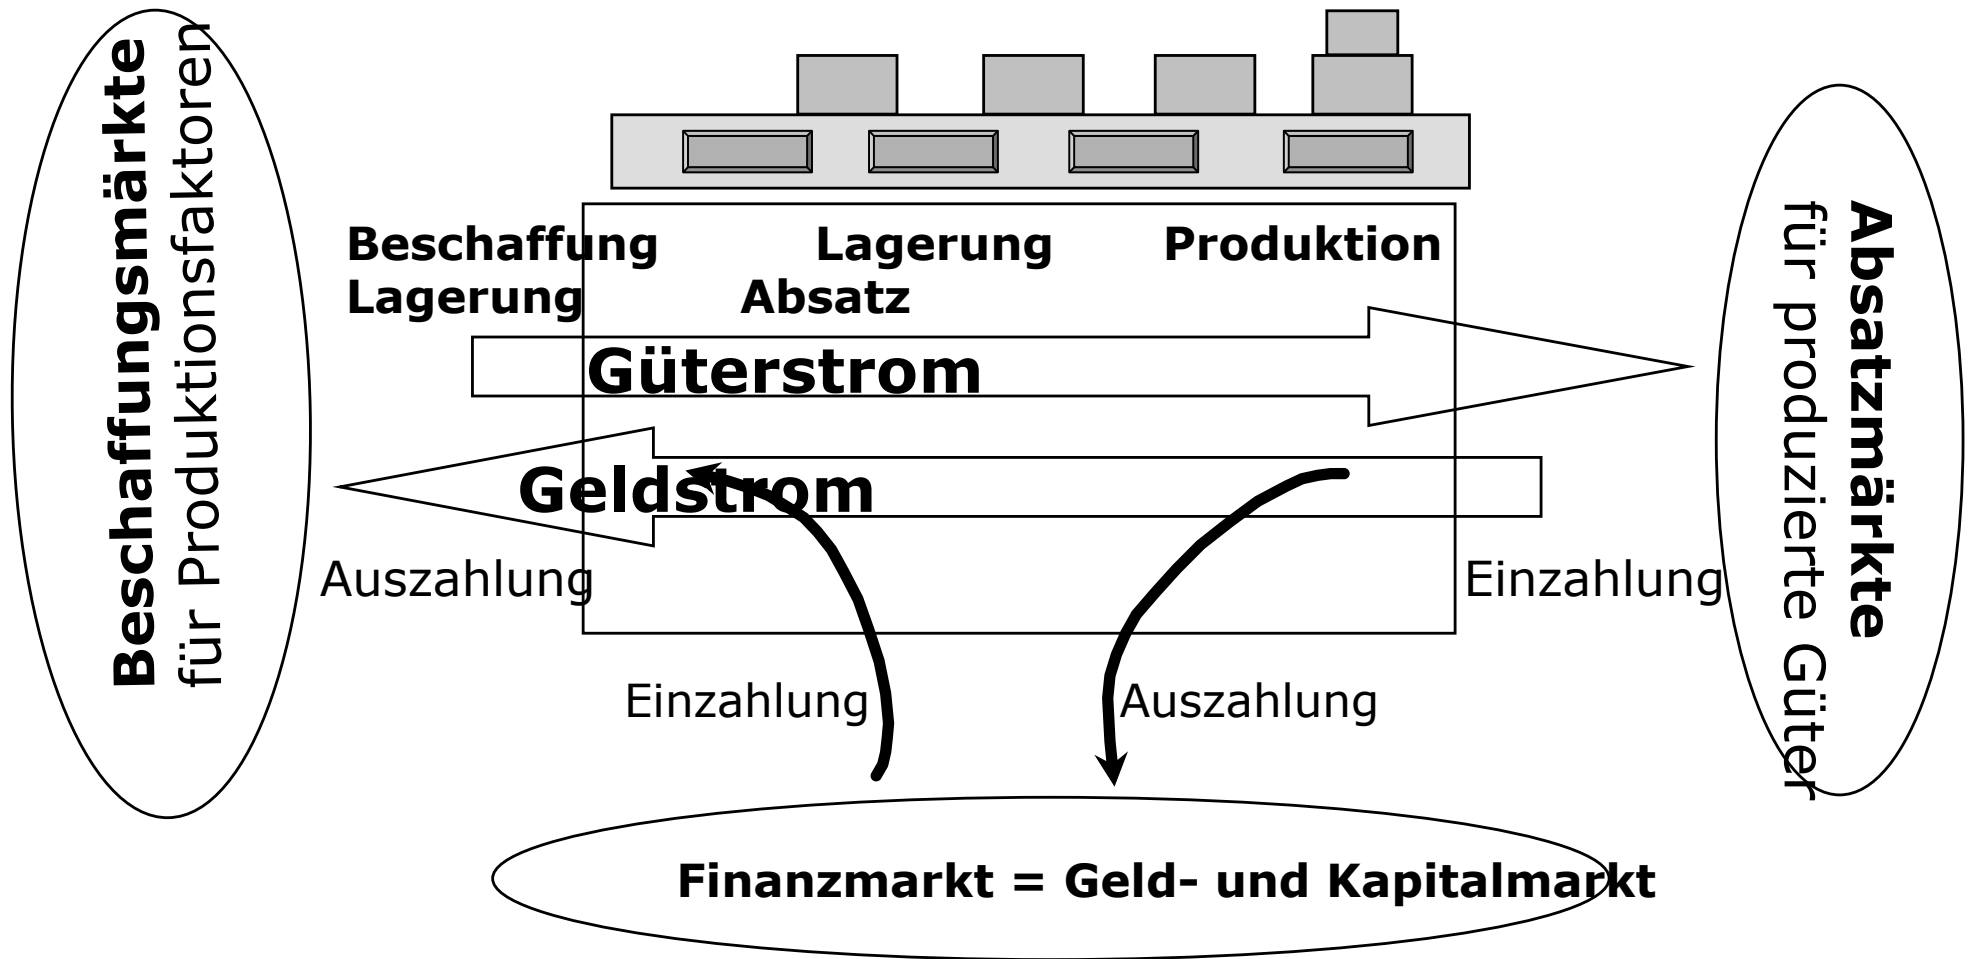 Beschaffungsmärkte
für Produktionsfaktoren
Beschaffung Lagerung Produktion
Lagerung Absatz
Güterstrom
Geldstrom
Auszahlung
Einzahlung
Einzahlung
Auszahlung
Absatzmärkte
für produzierte Güter
Finanzmarkt = Geld- und Kapitalmarkt